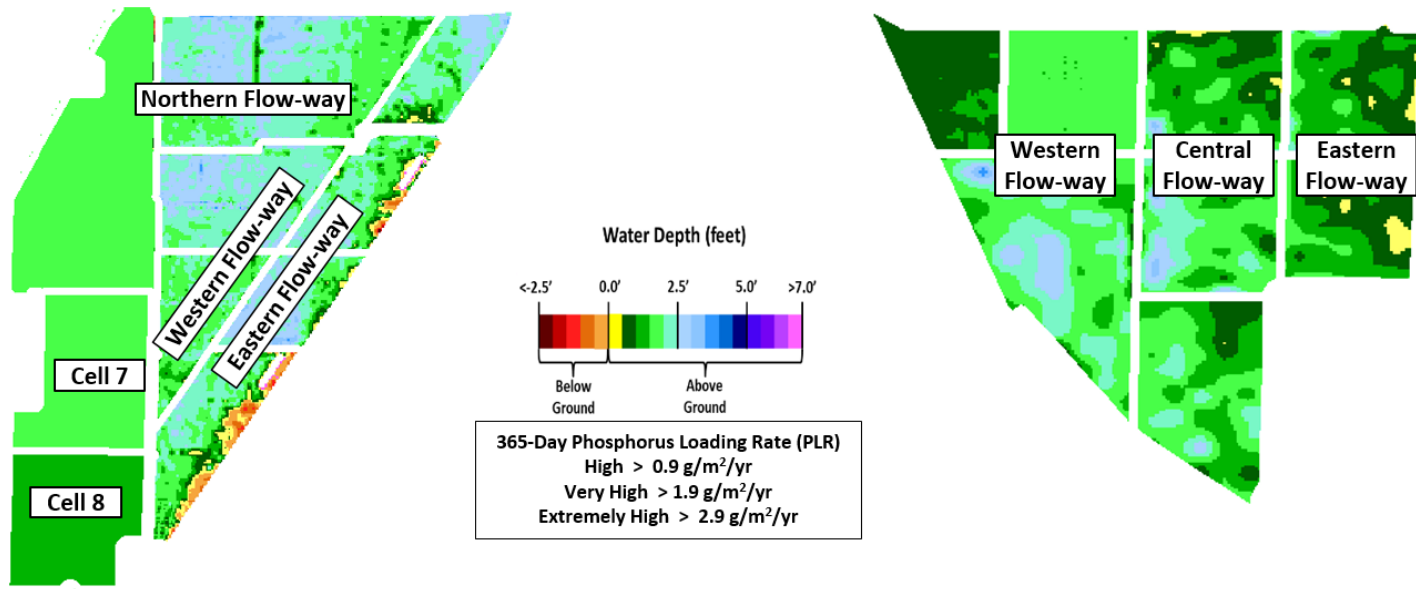 Northern Flow-way
Western Flow-way
Eastern Flow-way
Cell 7
Cell 8
Water Depth (feet)
<-2.5' 0.0' 2.5' 5.0' >7.0'
Below
Ground
Above
Ground
365-Day Phosphorus Loading Rate (PLR)
High > 0.9 g/m²/yr
Very High > 1.9 g/m²/yr
Extremely High > 2.9 g/m²/yr
Western
Flow-way
Central
Flow-way
Eastern
Flow-way